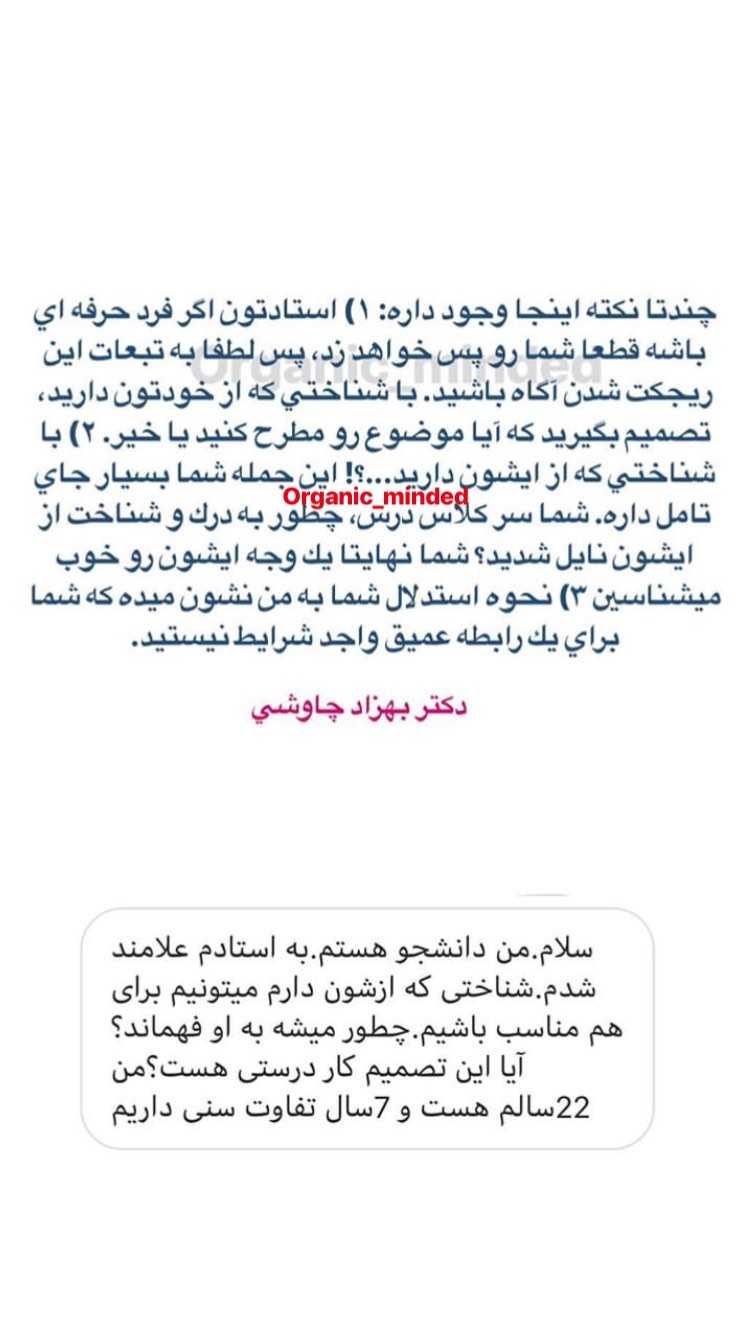 چندتا نکته اینجا وجود داره: ۱) استادتون اگر فرد حرفه اي
باشه قطعا شما رو پس خواهد زد، پس لطفا به تبعات این
Organic_minded
ریجکت شدن آگاه باشید. با شناختي که از خودتون دارید،
تصمیم بگیرید که آیا موضوع رو مطرح کنید یا خیر. ۲) با
شناختي که از ایشون دارید...؟! این جمله شما بسیار جاي
Organic_minded
تامل داره. شما سر کلاس درس، چطور به درك و شناخت از
ایشون نایل شدید؟ شما نهایتا یك وجه ایشون رو خوب
میشناسین ۳) نحوه استدلال شما به من نشون میده که شما
براي یك رابطه عمیق واجد شرایط نیستید.
دکتر بهزاد چاوشي
سلام.من دانشجو هستم.به استادم علامند
شدم.شناختی که ازشون دارم میتونیم برای
هم مناسب باشیم.چطور میشه به او فهماند؟
آیا این تصمیم کار درستی هست؟من
22سالم هست و 7سال تفاوت سنی داریم